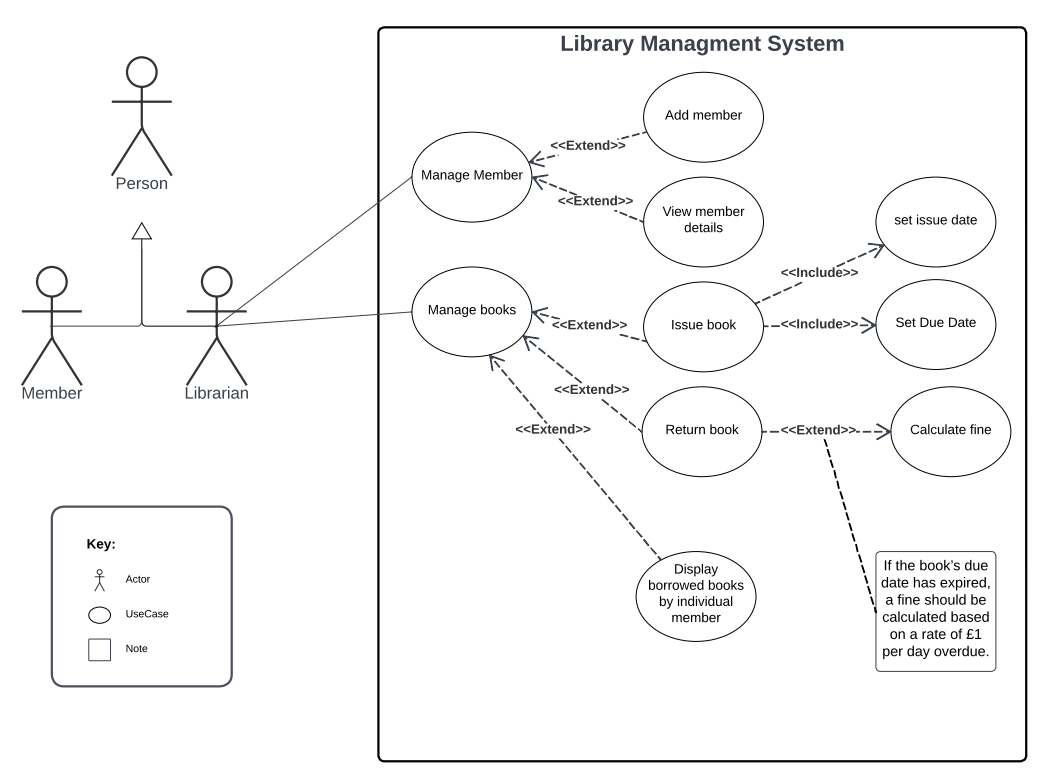 Library Managment System
Person
Member
Librarian
Manage Member
<<Extend>>
Add member
<<Extend>>
View member
details
Manage books
<<Extend>>
Issue book
<<Include>>
set issue date
<<Include>>
Set Due Date
<<Extend>>
Return book
<<Extend>>
Calculate fine
<<Extend>>
Display
borrowed books
by individual
member
If the book’s due
date has expired,
a fine should be
calculated based
on a rate of £1
per day overdue.
Key:
Actor
UseCase
Note